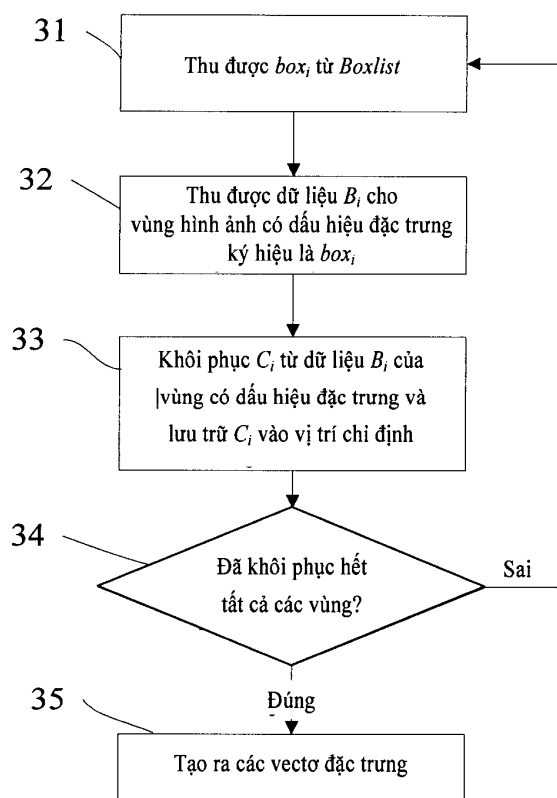 31
Thu được boxᵢ từ Boxlist
32
Thu được dữ liệu Bᵢ cho
vùng hình ảnh có dấu hiệu đặc trưng
ký hiệu là boxᵢ
33
Khôi phục Cᵢ từ dữ liệu Bᵢ của
|vùng có dấu hiệu đặc trưng và
lưu trữ Cᵢ vào vị trí chỉ định
34
Đã khôi phục hết
tất cả các vùng?
Sai
Đúng
35
Tạo ra các vectơ đặc trưng